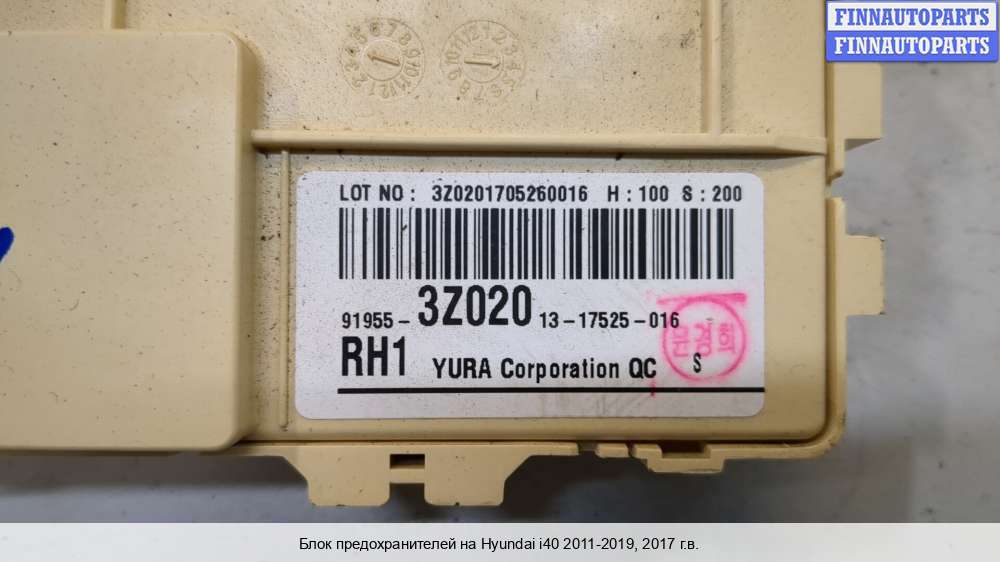 FINNAUTOPARTS
FINNAUTOPARTS
LOT NO : 3Z0201705260016 H : 100 S : 200
91955-3Z020 13-17525-016
RH1 YURA Corporation QC S
Блок предохранителей на Hyundai i40 2011-2019, 2017 г.в.